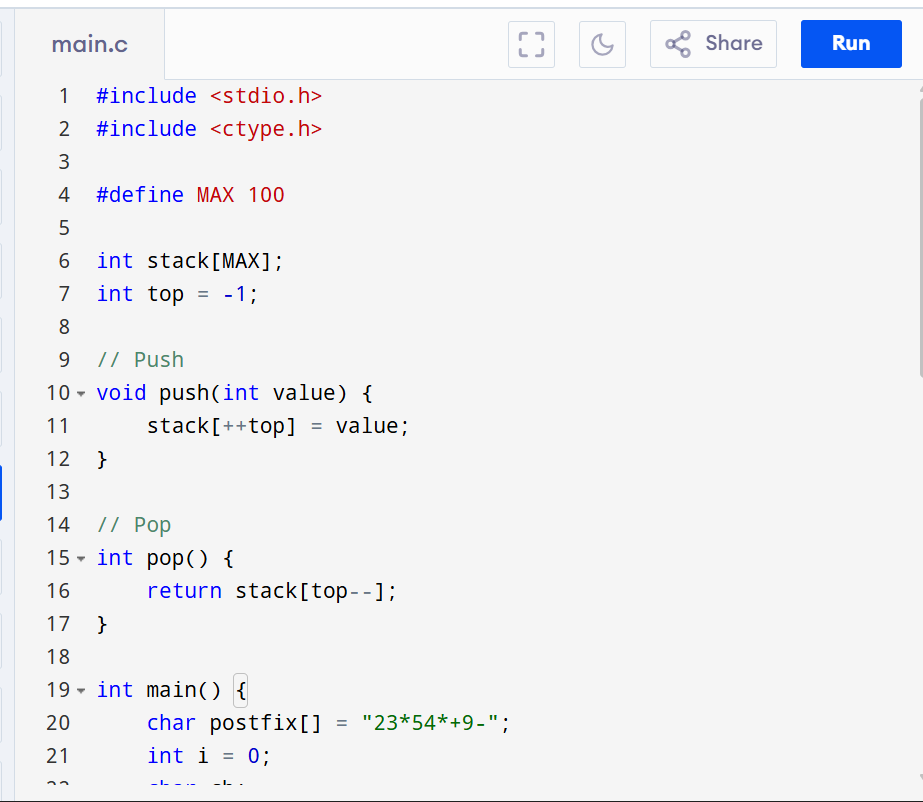 main.c
Share
Run
1 #include <stdio.h>
2 #include <ctype.h>
3
4 #define MAX 100
5
6 int stack[MAX];
7 int top = -1;
8
9 // Push
10 void push(int value) {
11     stack[++top] = value;
12 }
13
14 // Pop
15 int pop() {
16     return stack[top--];
17 }
18
19 int main() {
20     char postfix[] = "23*54*+9-";
21     int i = 0;